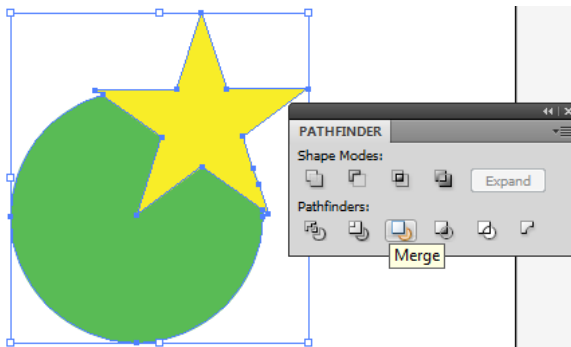 PATHFINDER
Shape Modes:
Expand
Pathfinders:
Merge